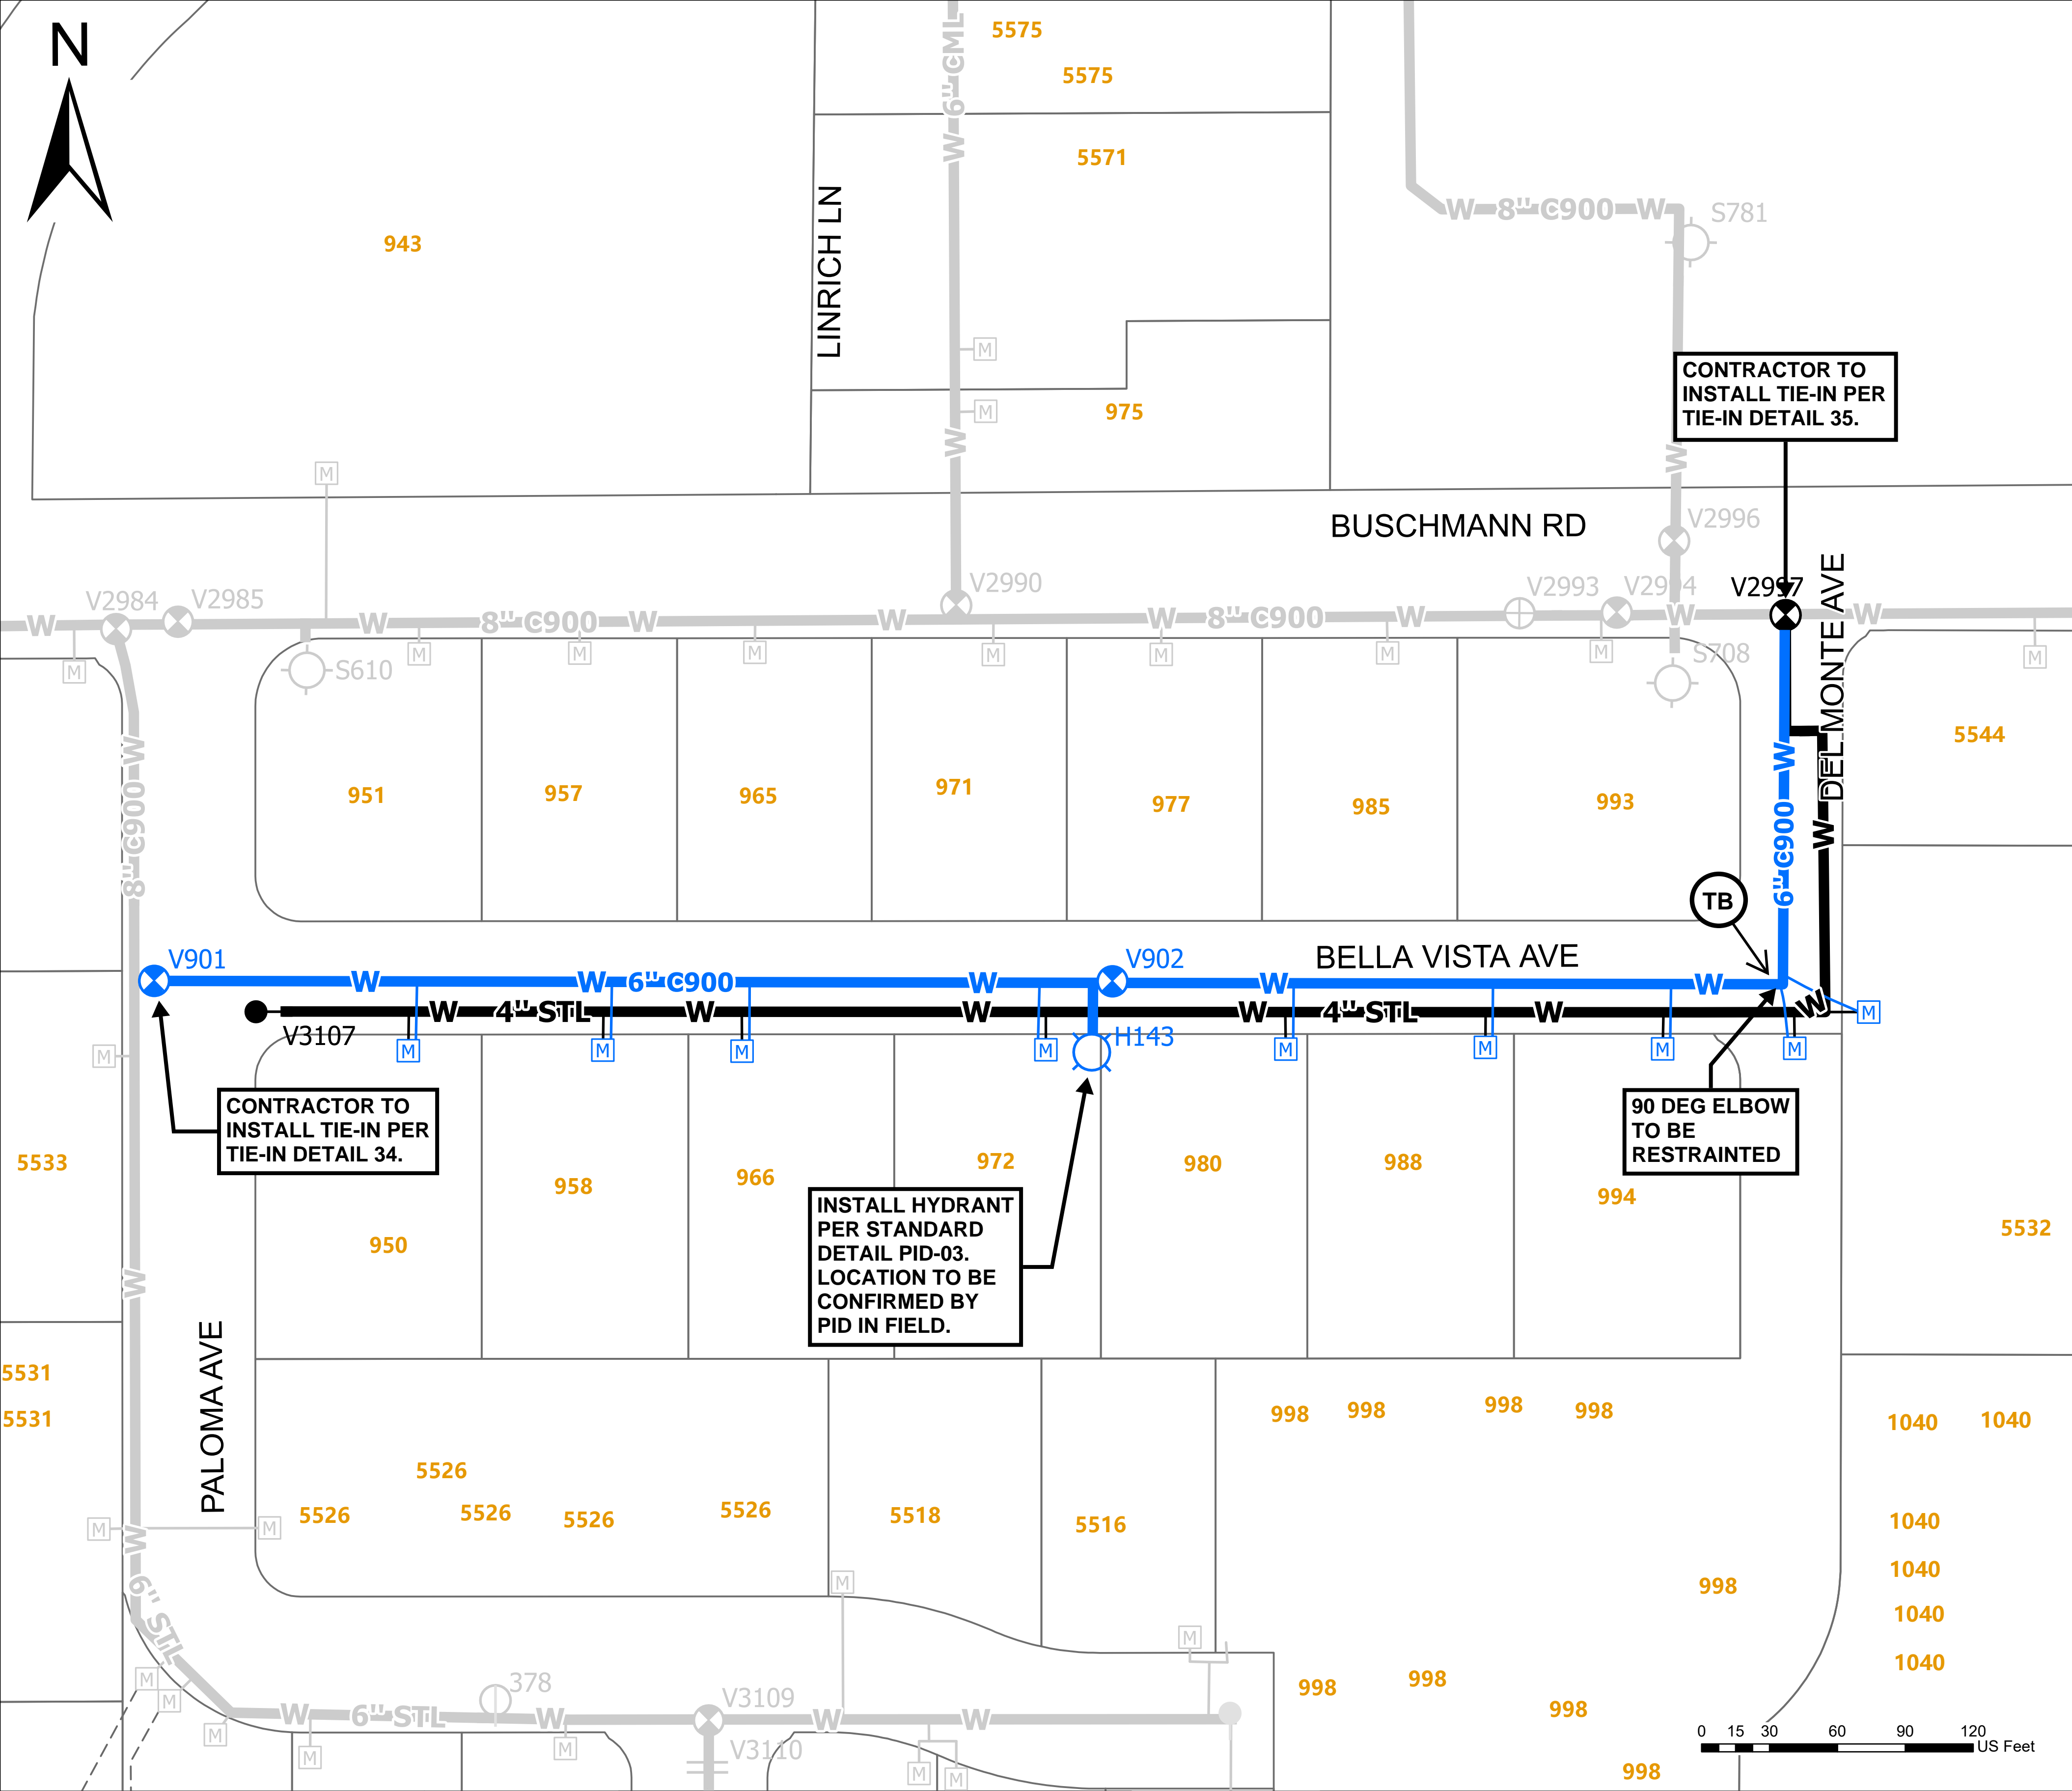 N
5575
5575
5571
W 6" CML
W
LINRICH LN
943
W 8" C900 W
S781
M
M
975
W
W
CONTRACTOR TO
INSTALL TIE-IN PER
TIE-IN DETAIL 35.
M
BUSCHMANN RD
V2996
V2984
V2985
V2990
V2993
V2994
V2997
DEL MONTE AVE
W
W
8" C900
W
W
W
8" C900
W
W
W
M
M
M
M
M
M
M
M
M
S610
S708
8" C900 W
951
957
965
971
977
985
993
5544
W
6" C900
W
TB
V901
V902
BELLA VISTA AVE
W
W
6" C900
W
W
W
W
4" STL
W
W
W
4" STL
W
W
M
V3107
H143
M
M
M
M
M
M
M
M
M
CONTRACTOR TO
INSTALL TIE-IN PER
TIE-IN DETAIL 34.
90 DEG ELBOW
TO BE
RESTRAINTED
5533
958
966
972
980
988
994
950
5532
INSTALL HYDRANT
PER STANDARD
DETAIL PID-03.
LOCATION TO BE
CONFIRMED BY
PID IN FIELD.
W
PALOMA AVE
5531
5531
998
998
998
998
1040
1040
5526
5526
5526
5526
5526
5518
5516
1040
M
M
W
1040
6" STL
M
998
1040
M
1040
M
M
M
378
V3109
998
998
998
W
6" STL
W
W
W
M
M
V3110
M
M
998
0 15 30 60 90 120
US Feet